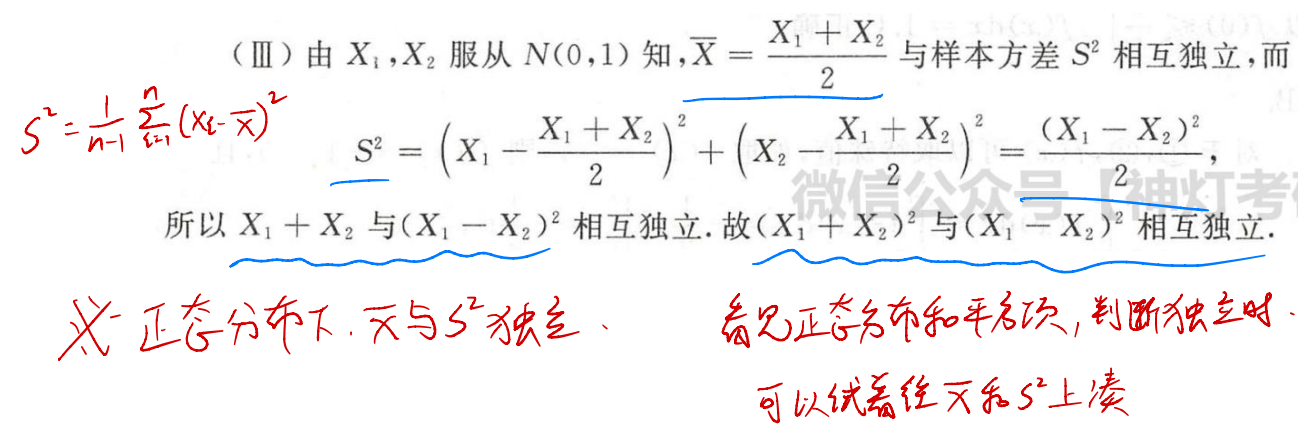 （Ⅲ）由 X₁,X₂ 服从 N(0,1) 知,X̄ = (X₁ + X₂)/2 与样本方差 S² 相互独立,而
S² = 1/(n-1) Σ_{i=1}^{n} (Xᵢ - X̄)²
S² = (X₁ - (X₁ + X₂)/2)² + (X₂ - (X₁ + X₂)/2)² = (X₁ - X₂)²/2,
微信公众号【神灯考
所以 X₁ + X₂ 与(X₁ - X₂)² 相互独立.故(X₁ + X₂)² 与(X₁ - X₂)² 相互独立.
正态分布下. X̄与S²独立.
看见正态分布和平方项,判断独立时.
可以试着往 X̄ 和 S² 上凑